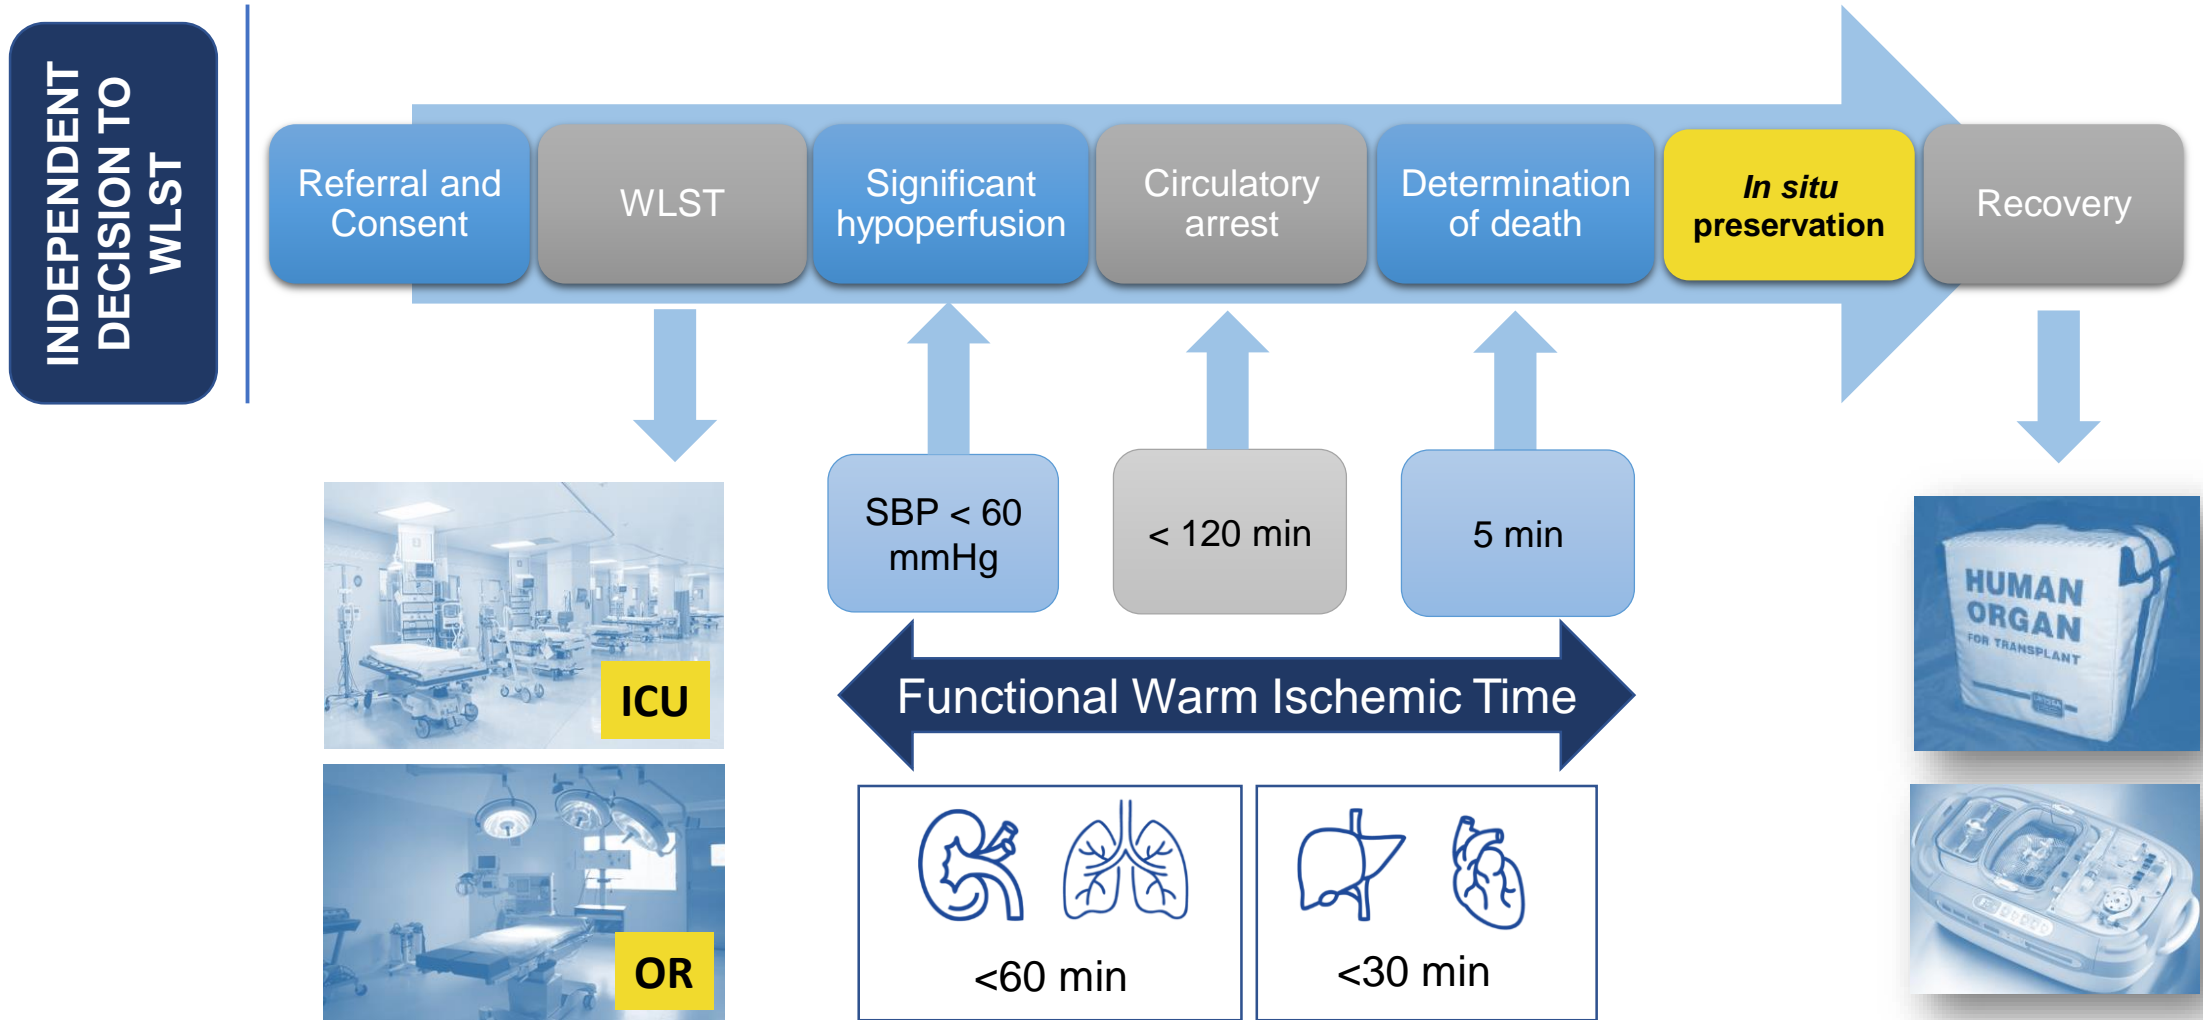 INDEPENDENT
DECISION TO
WLST
Referral and
Consent
WLST
Significant
hypoperfusion
Circulatory
arrest
Determination
of death
In situ
preservation
Recovery
SBP < 60
mmHg
< 120 min
5 min
ICU
Functional Warm Ischemic Time
OR
<60 min
<30 min
HUMAN
ORGAN
FOR TRANSPLANT